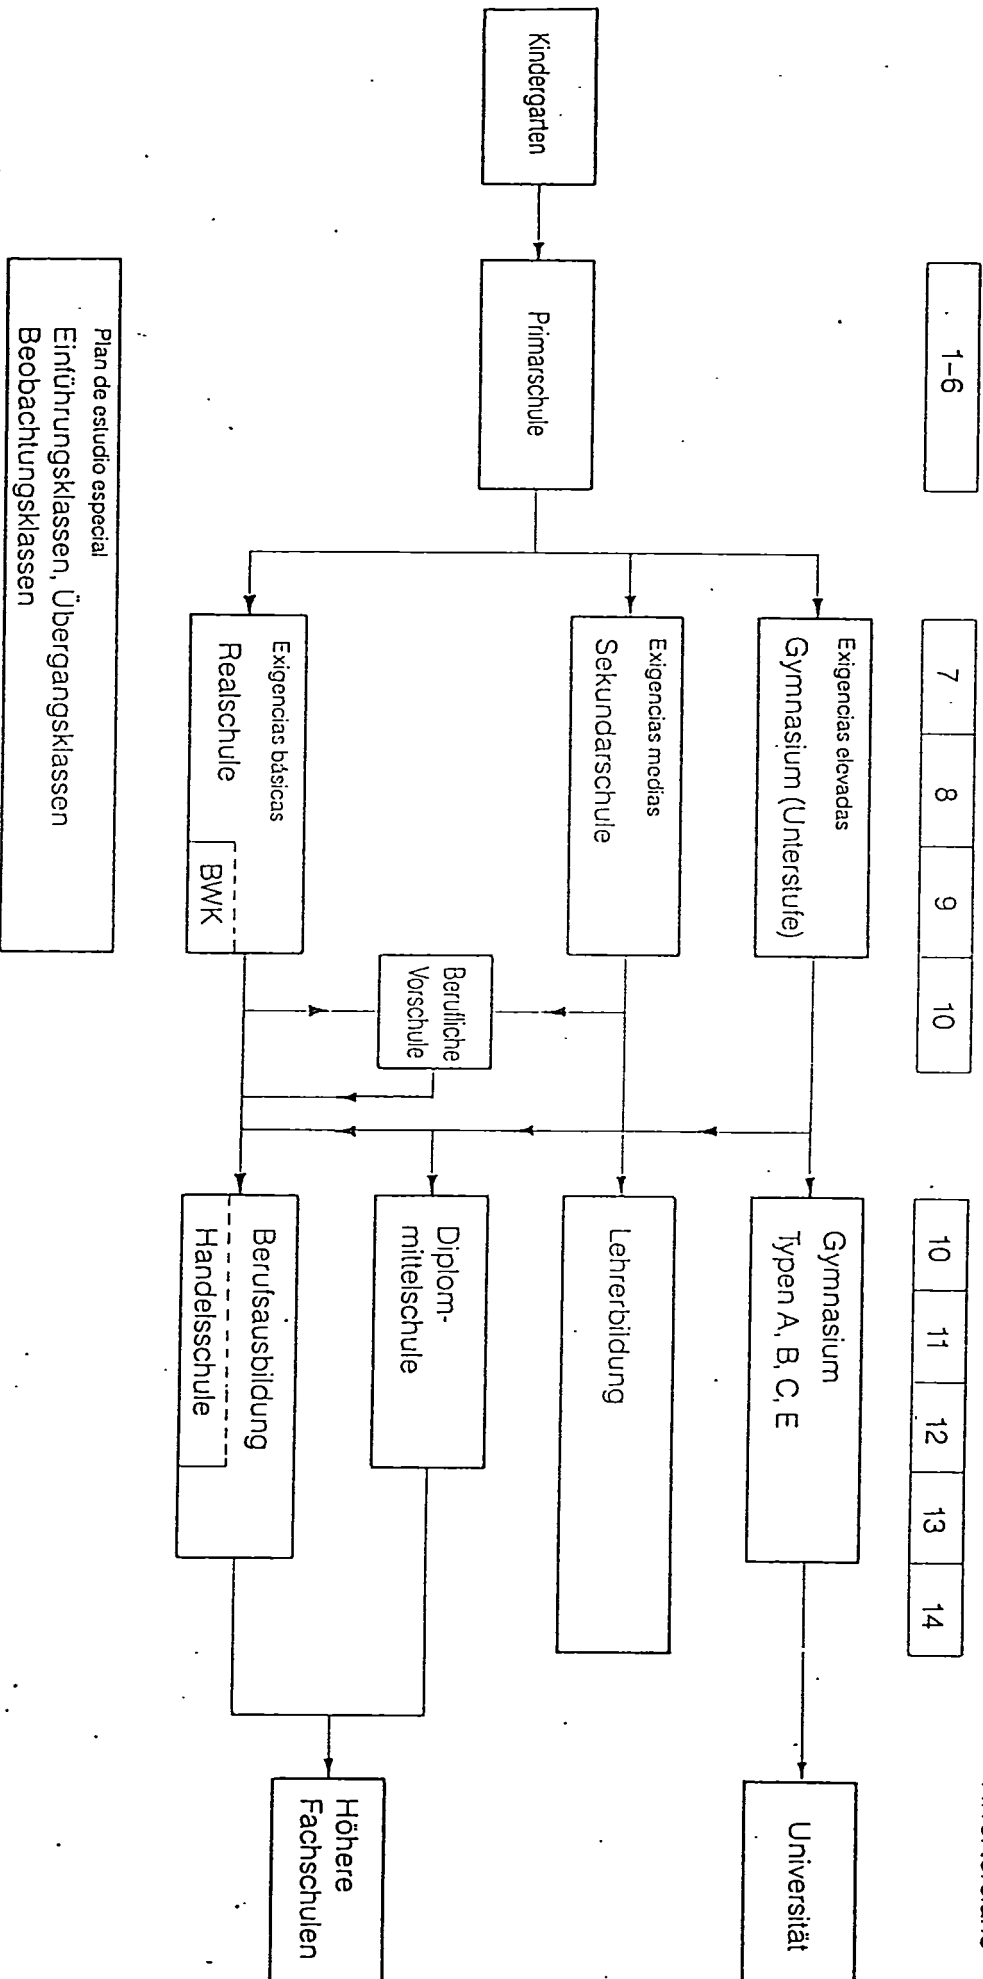 1-6
7
8
9
10
10
11
12
13
14
Kindergarten
Primarschule
Exigencias elevadas
Gymnasium (Unterstufe)
Exigencias medias
Sekundarschule
Exigencias básicas
Realschule
BWK
Berufliche
Vorschule
Gymnasium
Typen A, B, C, E
Lehrerbildung
Diplom-
mittelschule
Berufsausbildung
Handelsschule
Universität
Höhere
Fachschulen
Plan de estudio especial
Einführungsklassen, Übergangsklassen
Beobachtungsklassen